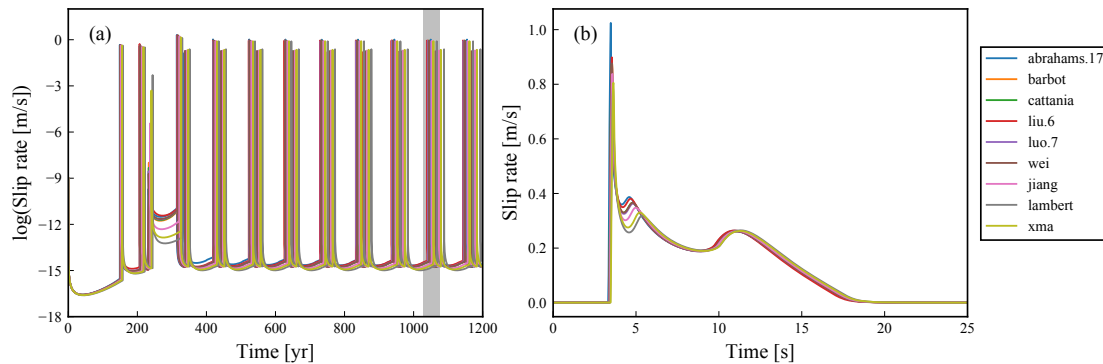 (a)
log(Slip rate [m/s])
0
−3
−6
−9
−12
−15
−18
0 200 400 600 800 1000 1200
Time [yr]
(b)
Slip rate [m/s]
1.0
0.8
0.6
0.4
0.2
0.0
0 5 10 15 20 25
Time [s]
abrahams.17
barbot
cattania
liu.6
luo.7
wei
jiang
lambert
xma